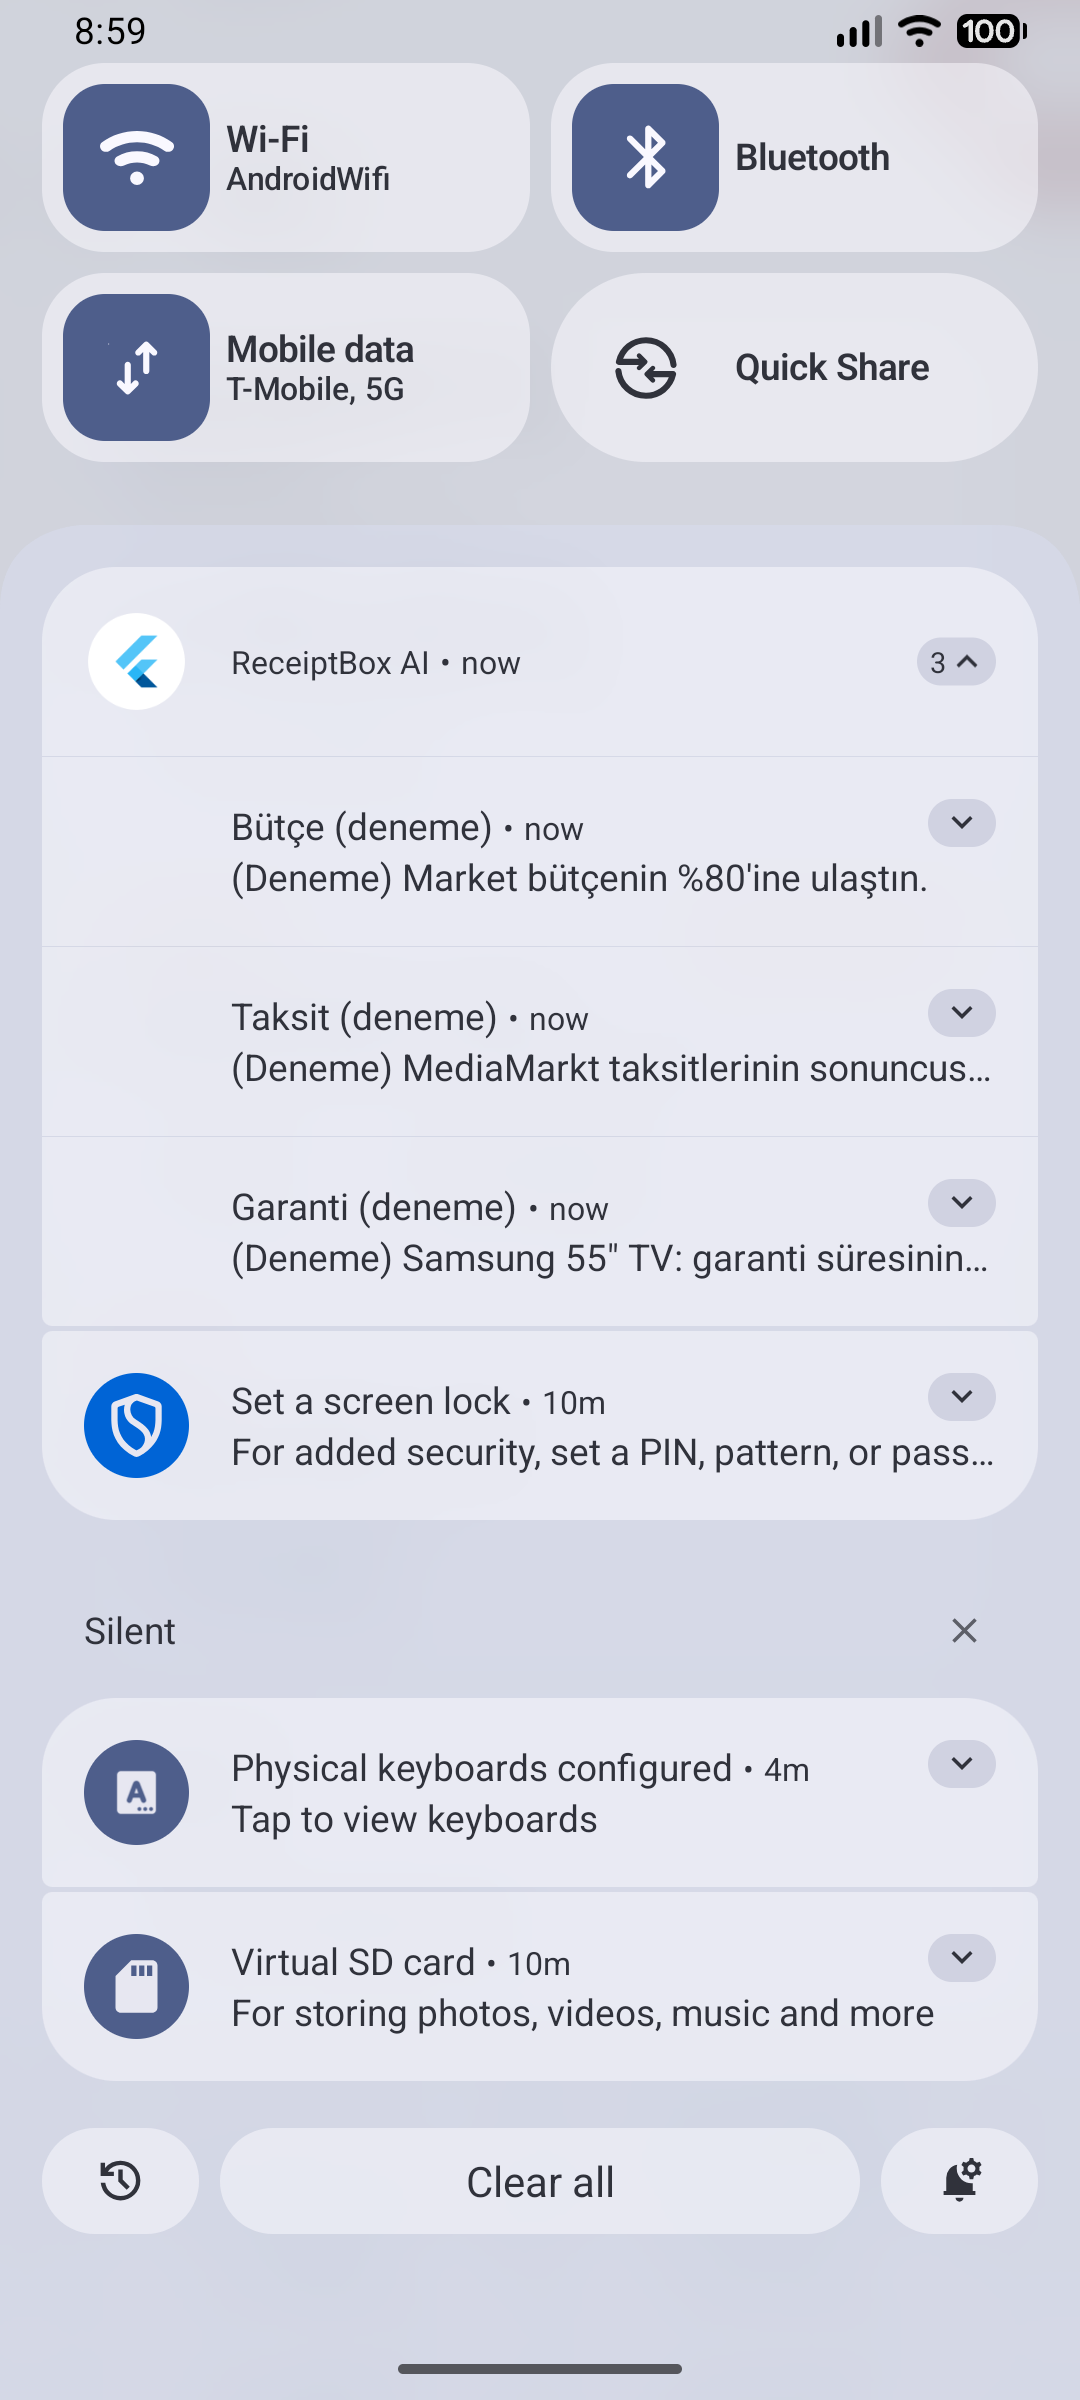 8:59
100
Wi-Fi
AndroidWifi
Bluetooth
Mobile data
T-Mobile, 5G
Quick Share
ReceiptBox AI • now
3
Bütçe (deneme) • now
(Deneme) Market bütçenin %80'ine ulaştın.
Taksit (deneme) • now
(Deneme) MediaMarkt taksitlerinin sonuncus…
Garanti (deneme) • now
(Deneme) Samsung 55" TV: garanti süresinin…
Set a screen lock • 10m
For added security, set a PIN, pattern, or pass…
Silent
Physical keyboards configured • 4m
Tap to view keyboards
Virtual SD card • 10m
For storing photos, videos, music and more
Clear all